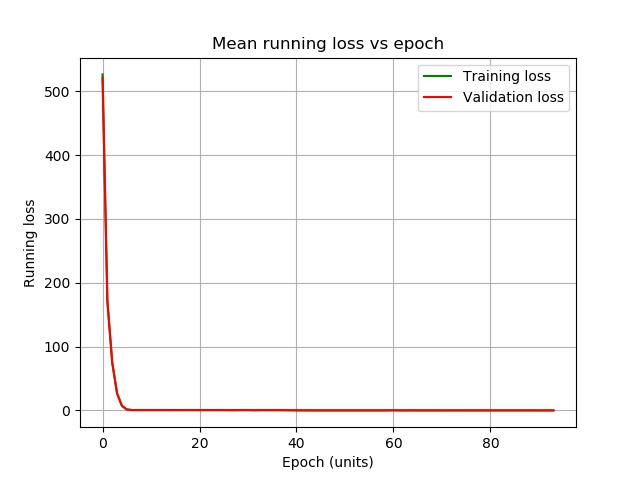 Mean running loss vs epoch
Training loss
Validation loss
500
400
300
200
100
0
Running loss
0 20 40 60 80
Epoch (units)